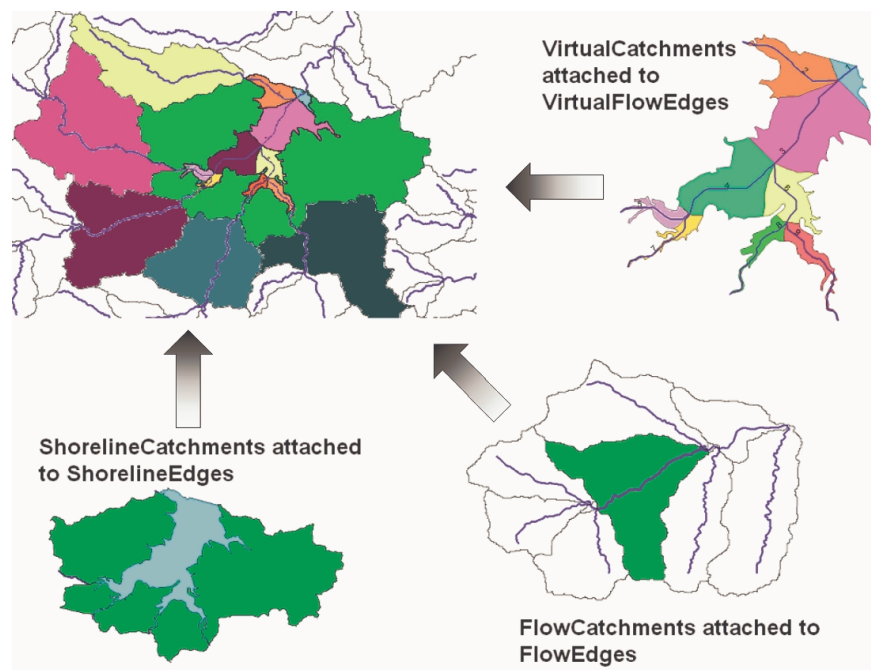 VirtualCatchments
attached to
VirtualFlowEdges
ShorelineCatchments attached
to ShorelineEdges
FlowCatchments attached to
FlowEdges